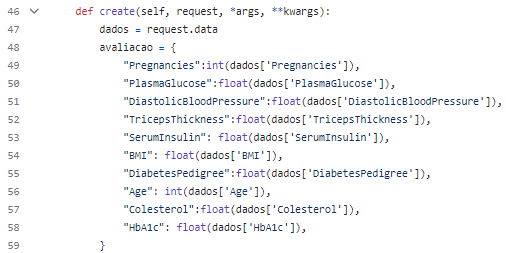 46 def create(self, request, *args, **kwargs):
47 dados = request.data
48 avaliacao = {
49 "Pregnancies":int(dados['Pregnancies']),
50 "PlasmaGlucose":float(dados['PlasmaGlucose']),
51 "DiastolicBloodPressure":float(dados['DiastolicBloodPressure']),
52 "TricepsThickness":float(dados['TricepsThickness']),
53 "SerumInsulin": float(dados['SerumInsulin']),
54 "BMI": float(dados['BMI']),
55 "DiabetesPedigree":float(dados['DiabetesPedigree']),
56 "Age": int(dados['Age']),
57 "Colesterol":float(dados['Colesterol']),
58 "HbA1c": float(dados['HbA1c']),
59 }